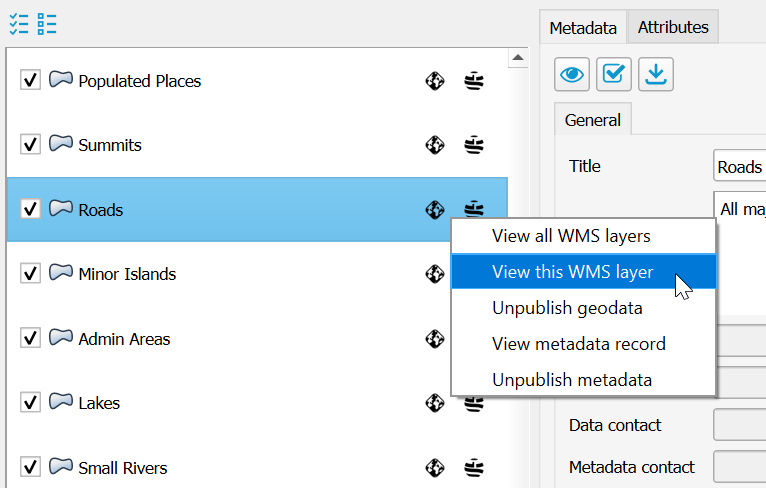 Metadata
Attributes
Populated Places
Summits
General
Title
Roads
Roads
All maj
View all WMS layers
View this WMS layer
Minor Islands
Unpublish geodata
Admin Areas
View metadata record
Unpublish metadata
Lakes
Data contact
Small Rivers
Metadata contact